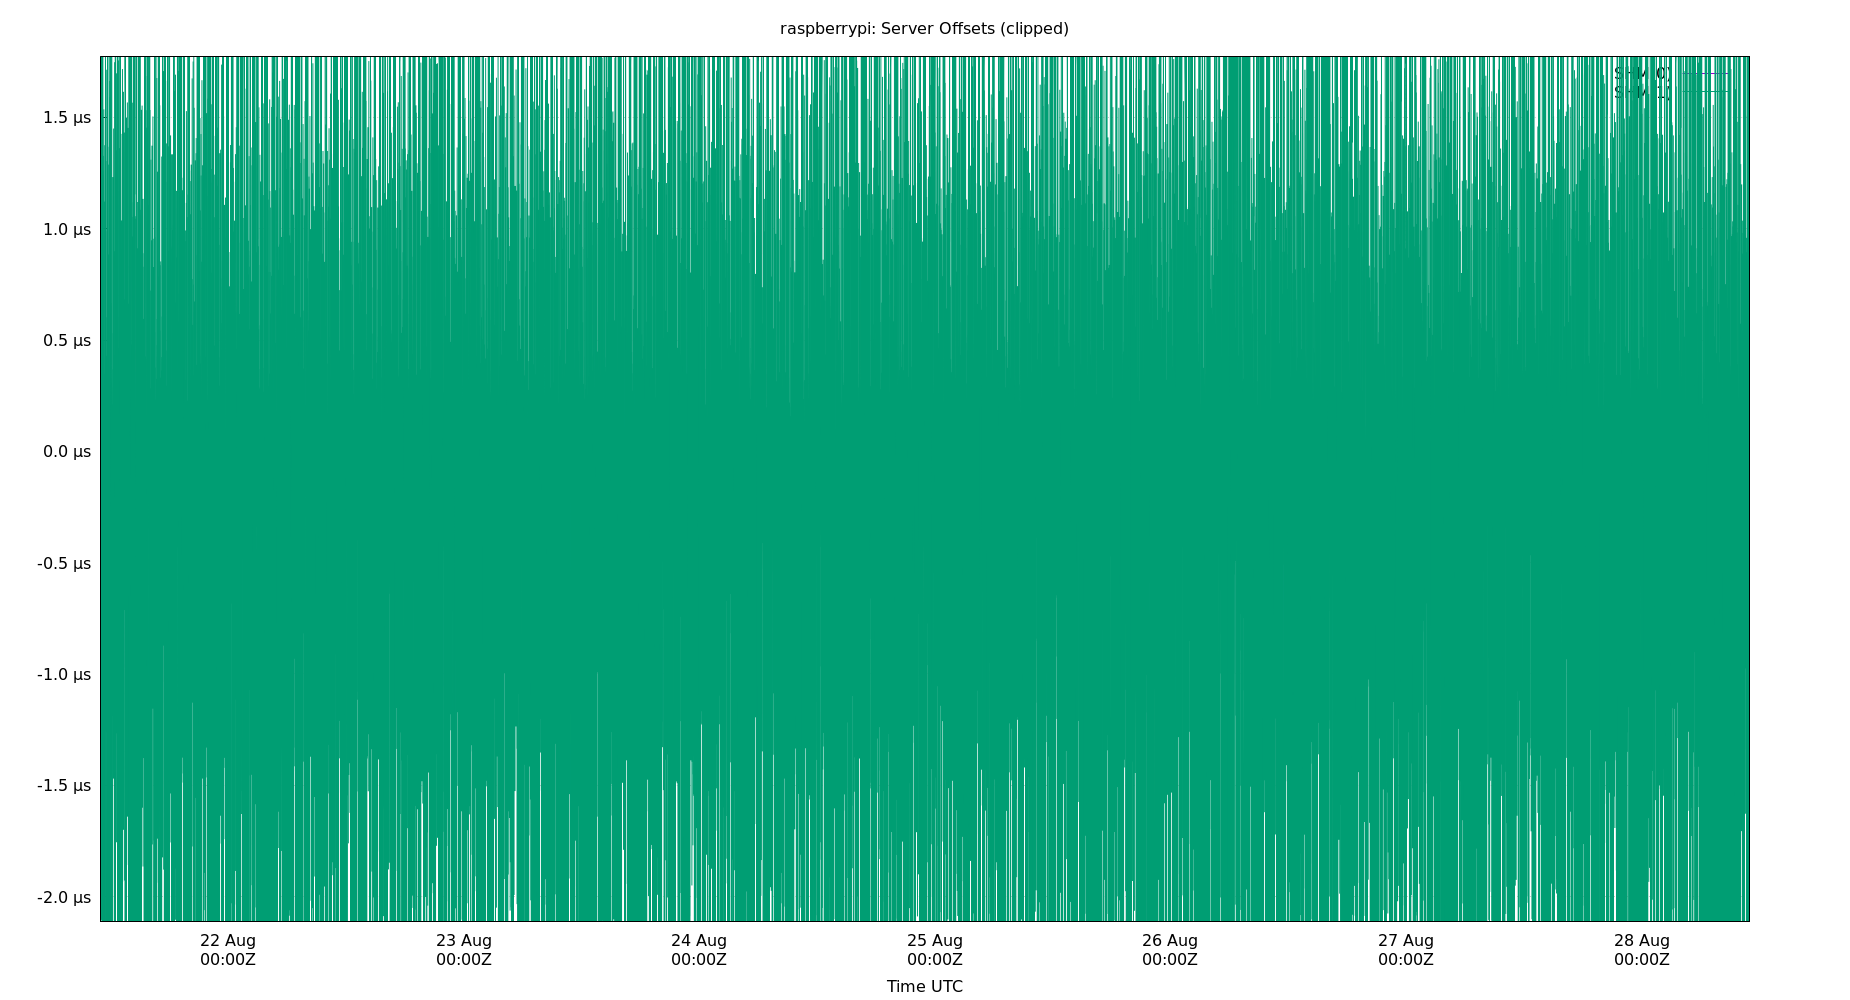 raspberrypi: Server Offsets (clipped)
1.5 µs
1.0 µs
0.5 µs
0.0 µs
-0.5 µs
-1.0 µs
-1.5 µs
-2.0 µs
22 Aug
00:00Z
23 Aug
00:00Z
24 Aug
00:00Z
25 Aug
00:00Z
26 Aug
00:00Z
27 Aug
00:00Z
28 Aug
00:00Z
Time UTC